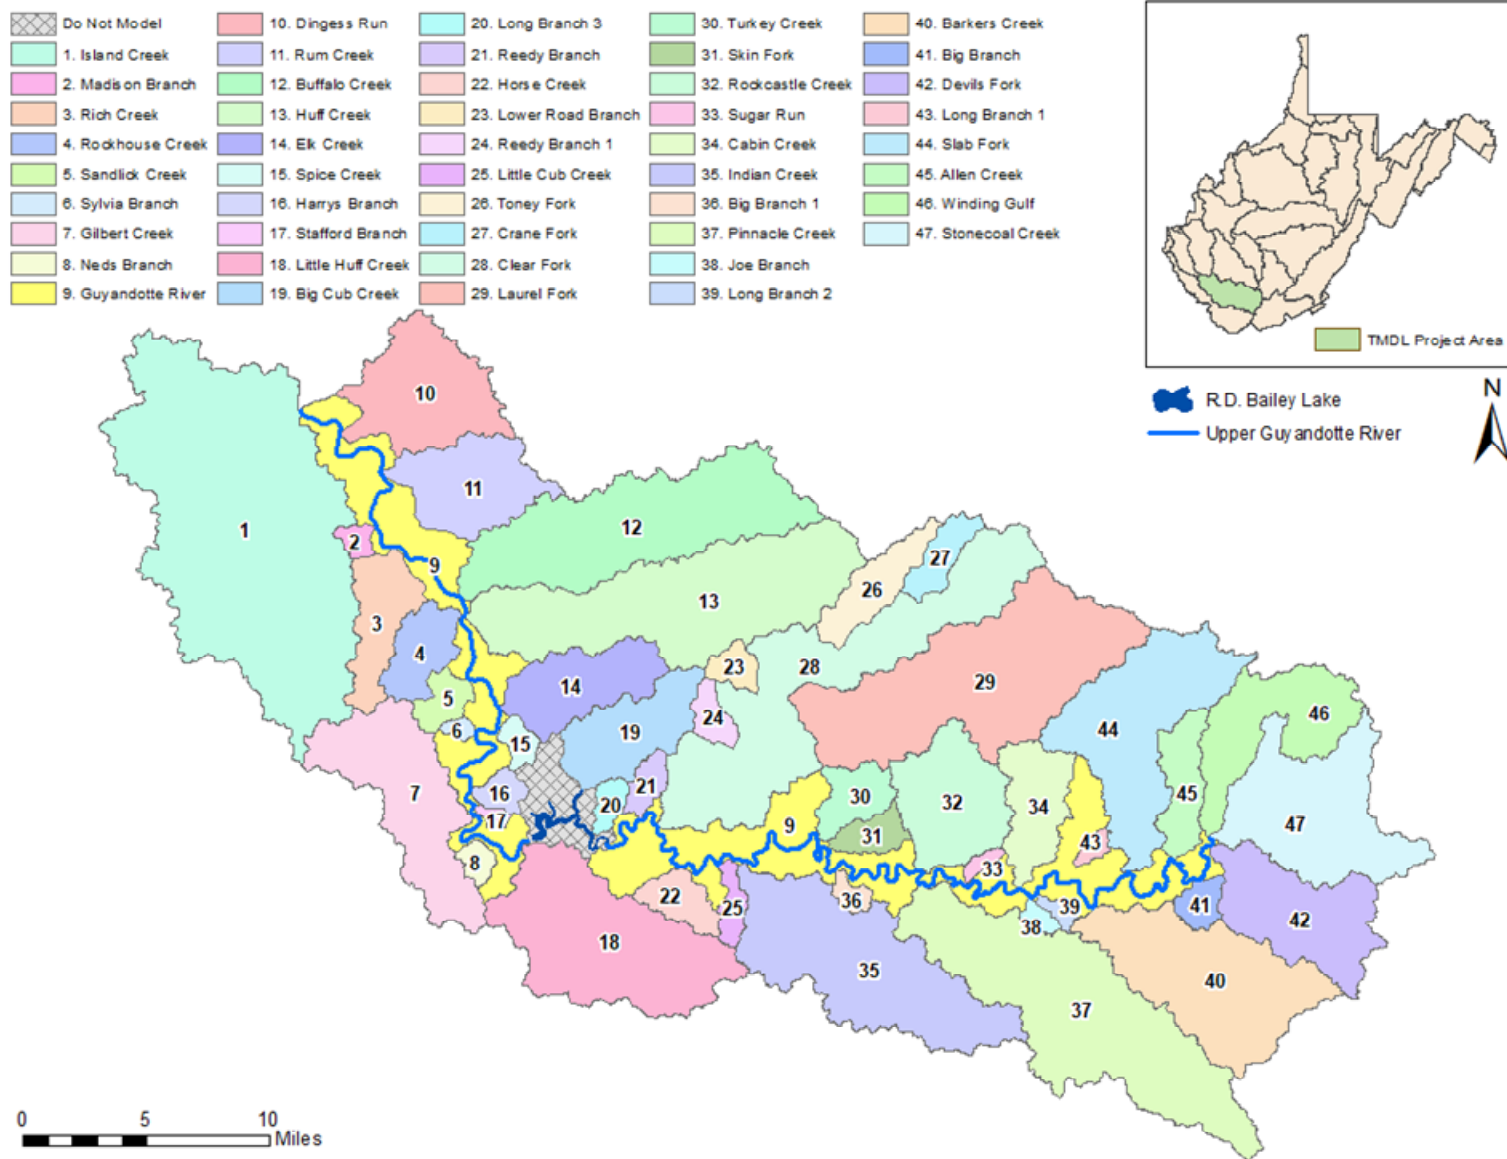 Do Not Model
1. Island Creek
2. Madison Branch
3. Rich Creek
4. Rockhouse Creek
5. Sandlick Creek
6. Sylvia Branch
7. Gilbert Creek
8. Neds Branch
9. Guyandotte River
10. Dingess Run
11. Rum Creek
12. Buffalo Creek
13. Huff Creek
14. Elk Creek
15. Spice Creek
16. Harrys Branch
17. Stafford Branch
18. Little Huff Creek
19. Big Cub Creek
20. Long Branch 3
21. Reedy Branch
22. Horse Creek
23. Lower Road Branch
24. Reedy Branch 1
25. Little Cub Creek
26. Toney Fork
27. Crane Fork
28. Clear Fork
29. Laurel Fork
30. Turkey Creek
31. Skin Fork
32. Rockcastle Creek
33. Sugar Run
34. Cabin Creek
35. Indian Creek
36. Big Branch 1
37. Pinnacle Creek
38. Joe Branch
39. Long Branch 2
40. Barkers Creek
41. Big Branch
42. Devils Fork
43. Long Branch 1
44. Slab Fork
45. Allen Creek
46. Winding Gulf
47. Stonecoal Creek
TMDL Project Area
R.D. Bailey Lake
Upper Guyandotte River
N
10
11
1
12
2
9
27
26
13
3
4
23
28
14
5
29
24
46
6
15
19
44
7
16
21
20
30
32
34
45
17
9
31
47
43
8
33
22
36
25
39
41
38
42
18
35
40
37
0 5 10
Miles